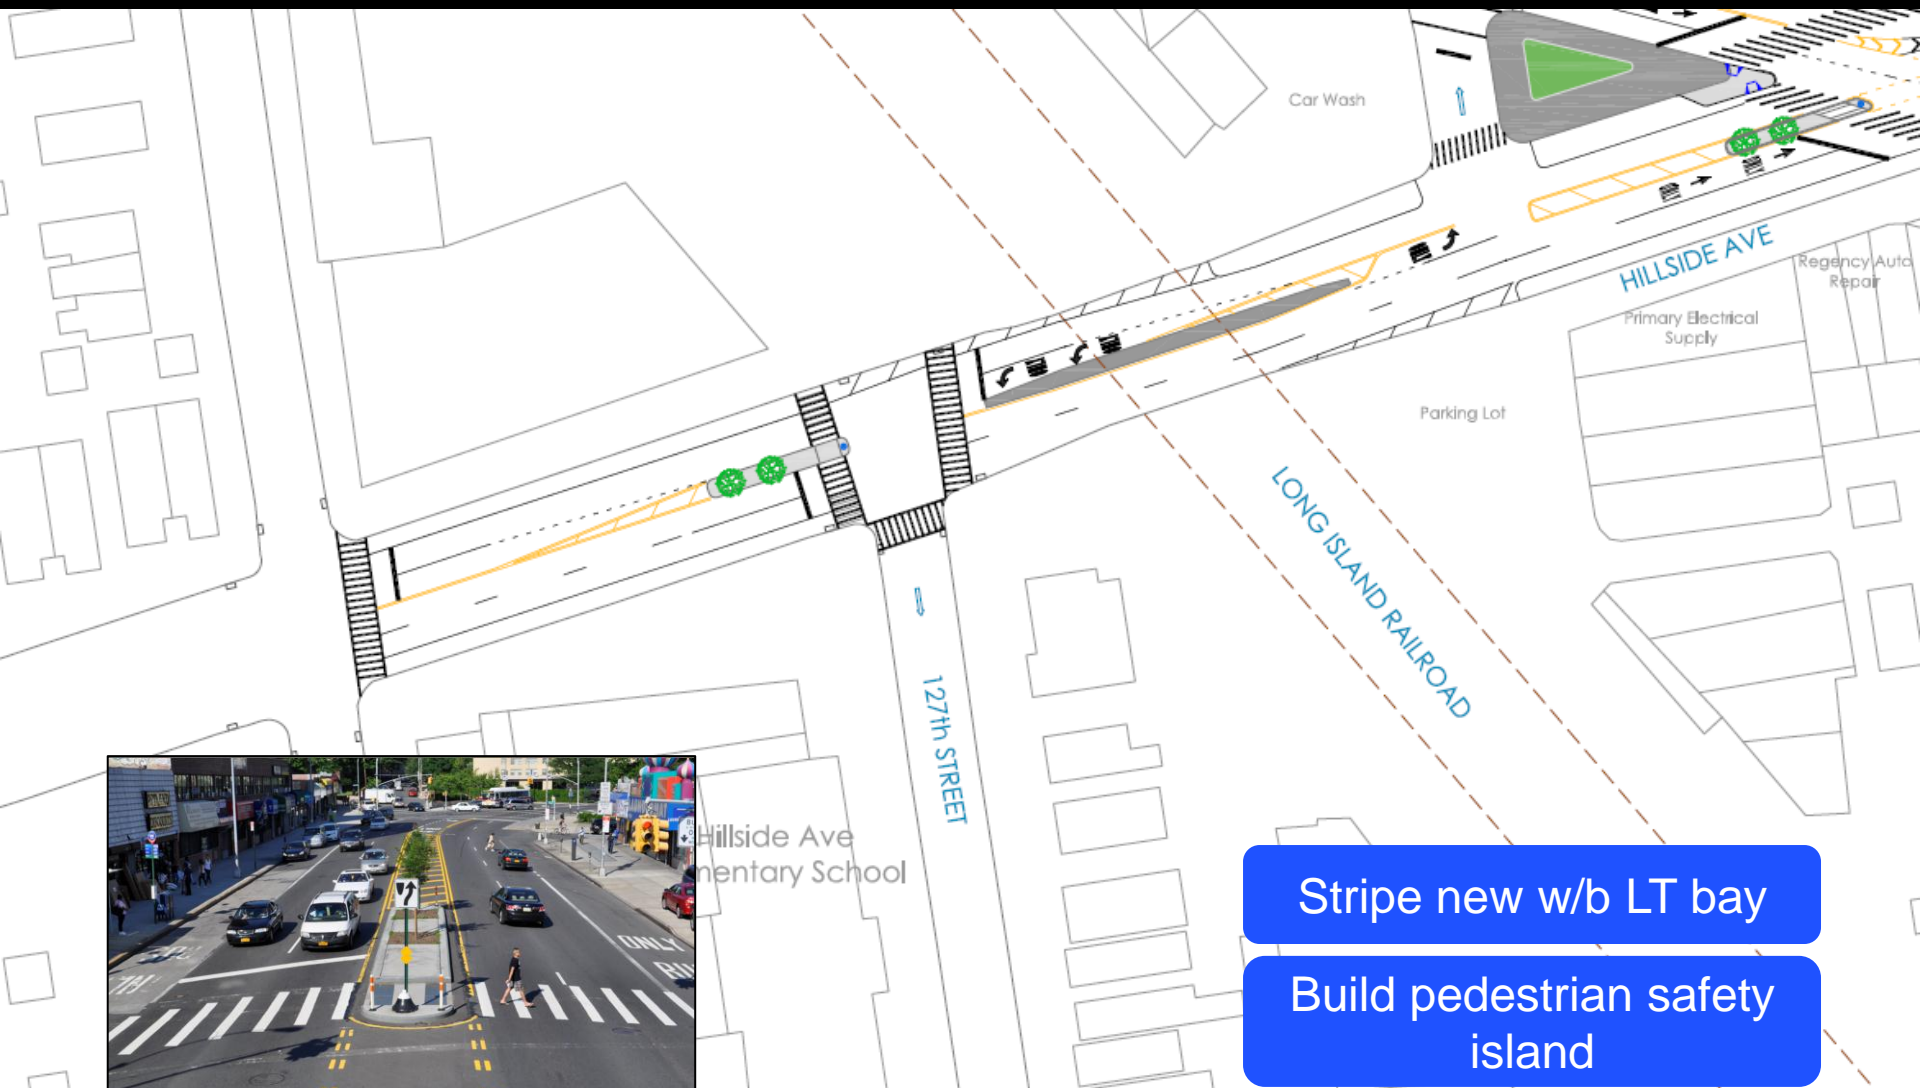 Car Wash
HILLSIDE AVE
Regency Auto
Repair
Primary Electrical
Supply
Parking Lot
LONG ISLAND RAILROAD
127th STREET
Hillside Ave
mentary School
ONLY
Stripe new w/b LT bay
Build pedestrian safety
island